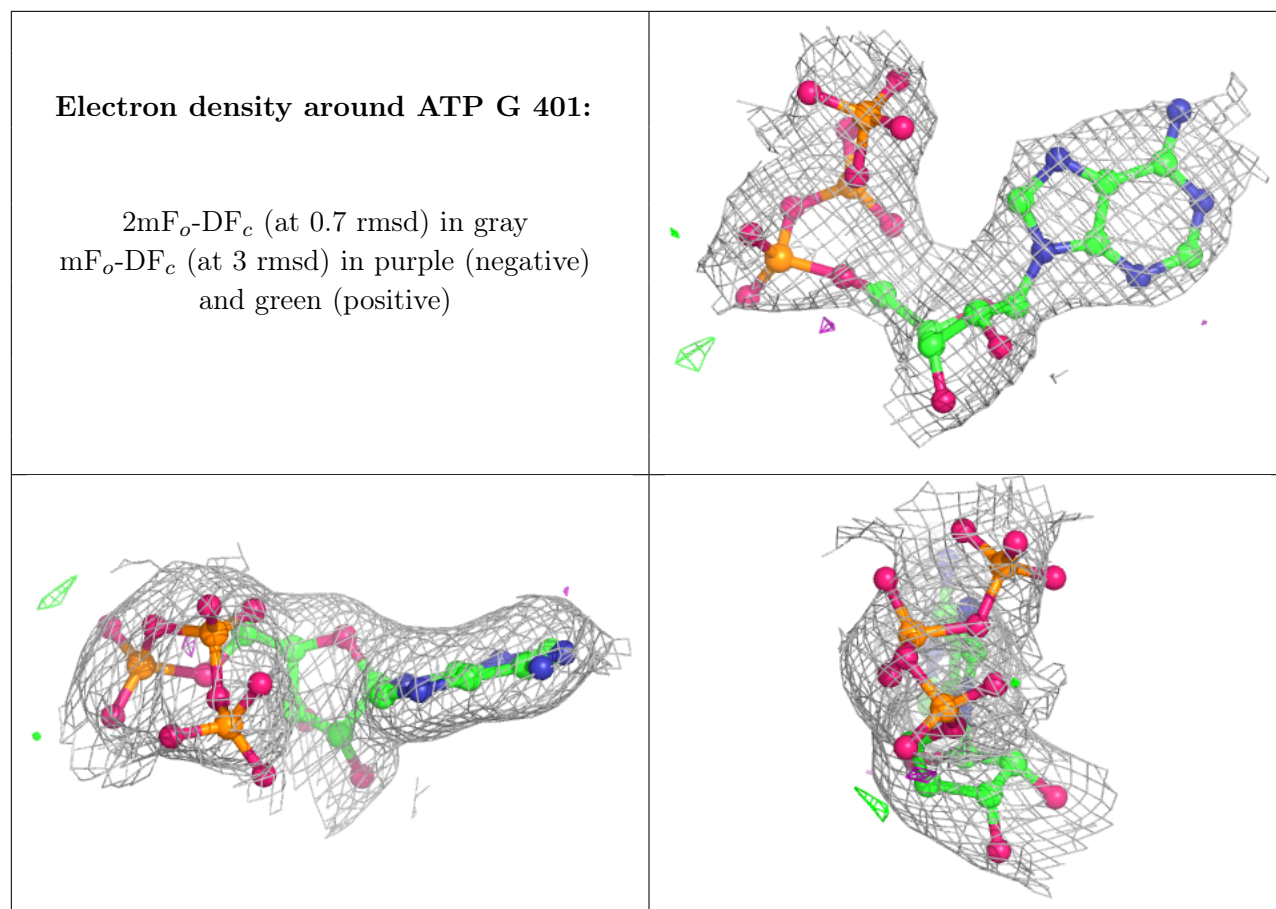 Electron density around ATP G 401:
2mFₒ-DF𝒸 (at 0.7 rmsd) in gray
mFₒ-DF𝒸 (at 3 rmsd) in purple (negative)
and green (positive)